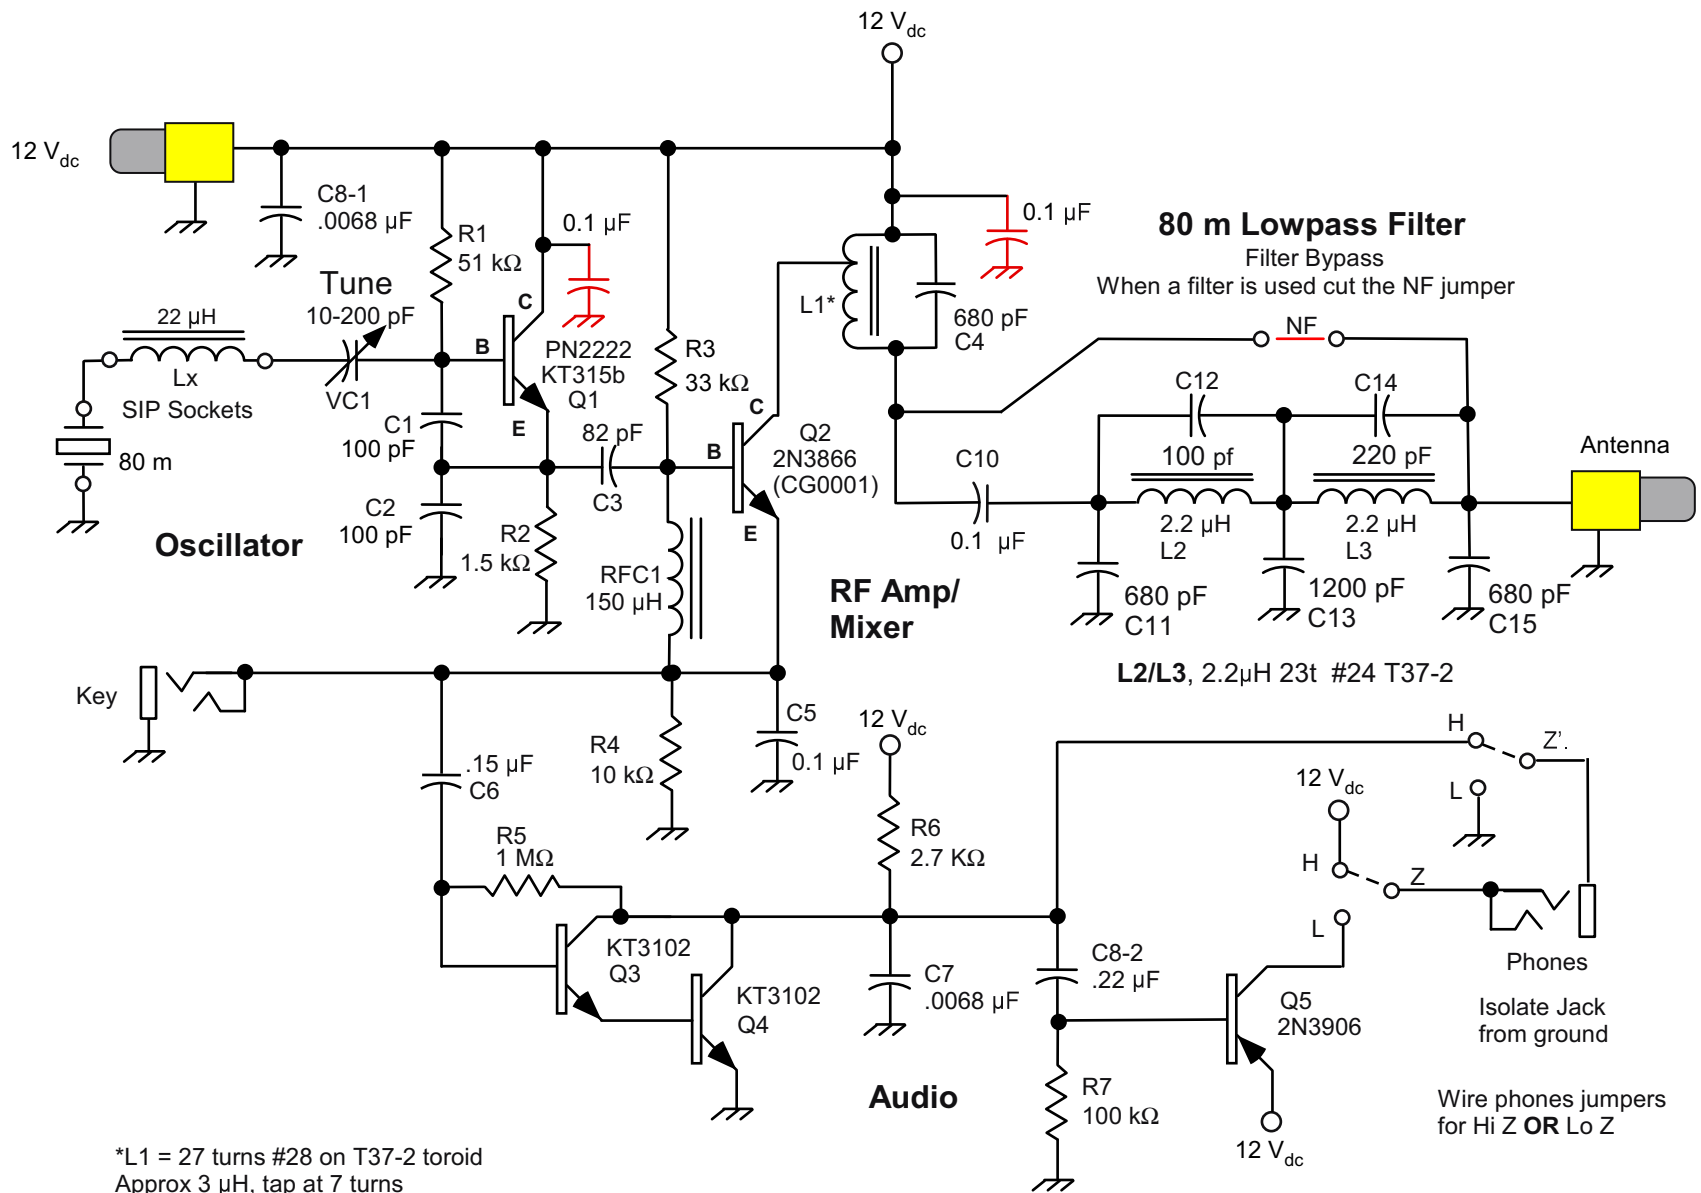 12 Vdc
12 Vdc
C8-1
.0068 µF
R1
51 kΩ
0.1 µF
0.1 µF
80 m Lowpass Filter
Filter Bypass
When a filter is used cut the NF jumper
Tune
10-200 pF
22 µH
Lx
SIP Sockets
VC1
80 m
C
B
E
PN2222
KT315b
Q1
R3
33 kΩ
L1*
680 pF
C4
NF
C1
100 pF
C2
100 pF
82 pF
C3
C
B
E
Q2
2N3866
(CG0001)
C12
100 pf
C14
220 pF
Antenna
C10
0.1 µF
2.2 µH
L2
2.2 µH
L3
Oscillator
R2
1.5 kΩ
RFC1
150 µH
RF Amp/
Mixer
680 pF
C11
1200 pF
C13
680 pF
C15
L2/L3, 2.2µH 23t #24 T37-2
Key
.15 µF
C6
R4
10 kΩ
C5
0.1 µF
12 Vdc
H
Z'.
L
12 Vdc
R5
1 MΩ
R6
2.7 KΩ
H
Z
L
KT3102
Q3
KT3102
Q4
C7
.0068 µF
C8-2
.22 µF
Q5
2N3906
Phones
Isolate Jack
from ground
Audio
R7
100 kΩ
12 Vdc
Wire phones jumpers
for Hi Z OR Lo Z
*L1 = 27 turns #28 on T37-2 toroid
Approx 3 µH, tap at 7 turns